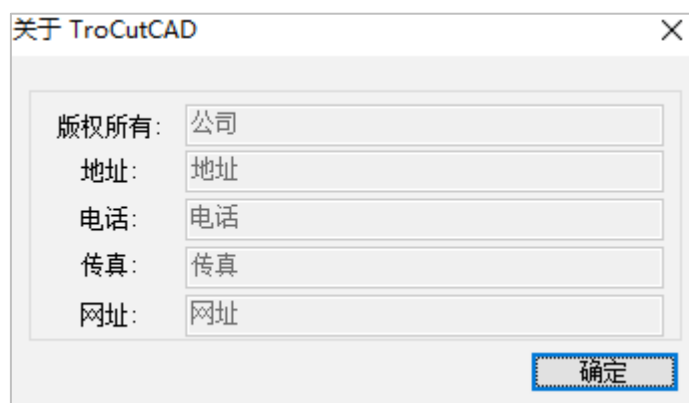 关于 TroCutCAD
版权所有: 公司
地址: 地址
电话: 电话
传真: 传真
网址: 网址
确定